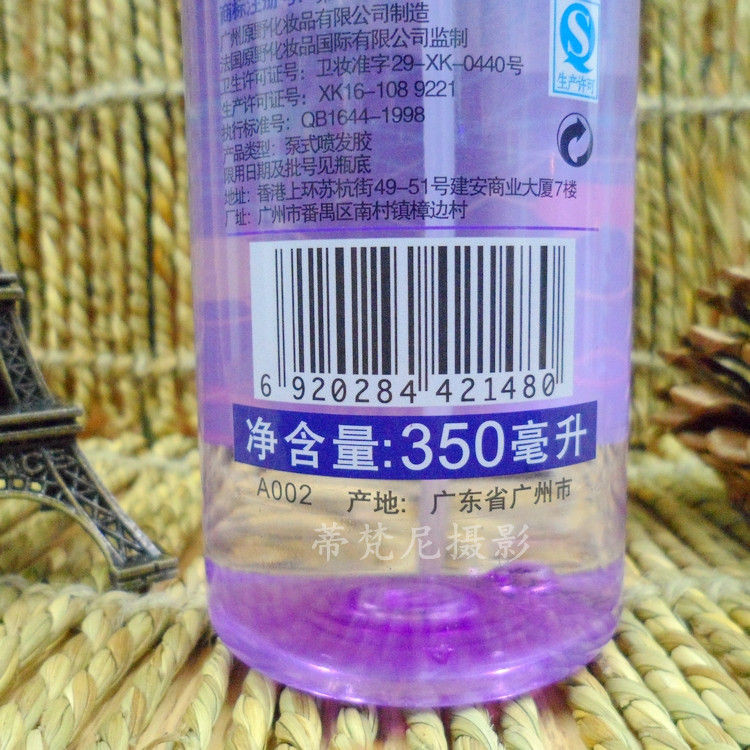 商标注册号:
广州原野化妆品有限公司制造
法国原野化妆品国际有限公司监制
卫生许可证号: 卫妆准字29-XK-0440号
生产许可证号: XK16-108 9221
执行标准号: QB1644-1998
产品类型: 泵式喷发胶
限用日期及批号见瓶底
地址: 香港上环苏杭街49-51号建安商业大厦7楼
厂址: 广州市番禺区南村镇樟边村
生产许可
6 920284 421480
净含量:350毫升
A002 产地: 广东省广州市
蒂梵尼摄影